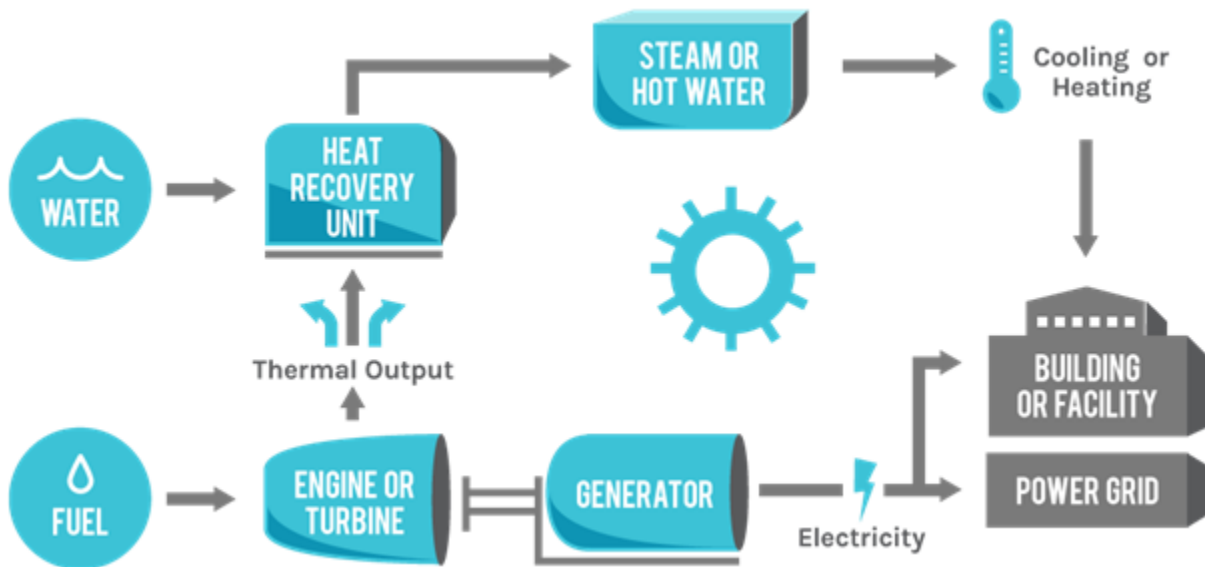 STEAM OR
HOT WATER
Cooling or
Heating
HEAT
RECOVERY
UNIT
WATER
Thermal Output
BUILDING
OR FACILITY
ENGINE OR
TURBINE
GENERATOR
POWER GRID
FUEL
Electricity